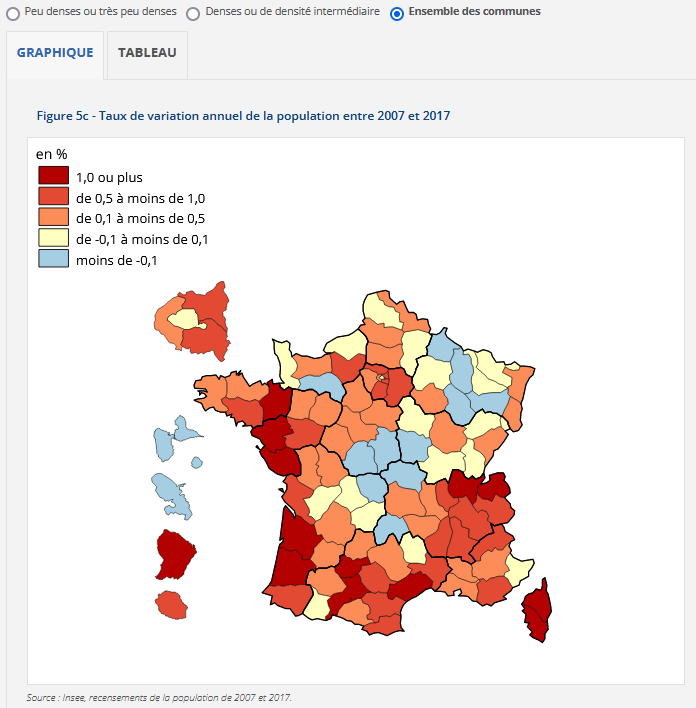 Peu denses ou très peu denses Denses ou de densité intermédiaire Ensemble des communes
GRAPHIQUE TABLEAU
Figure 5c - Taux de variation annuel de la population entre 2007 et 2017
en %
1,0 ou plus
de 0,5 à moins de 1,0
de 0,1 à moins de 0,5
de -0,1 à moins de 0,1
moins de -0,1
Source : Insee, recensements de la population de 2007 et 2017.